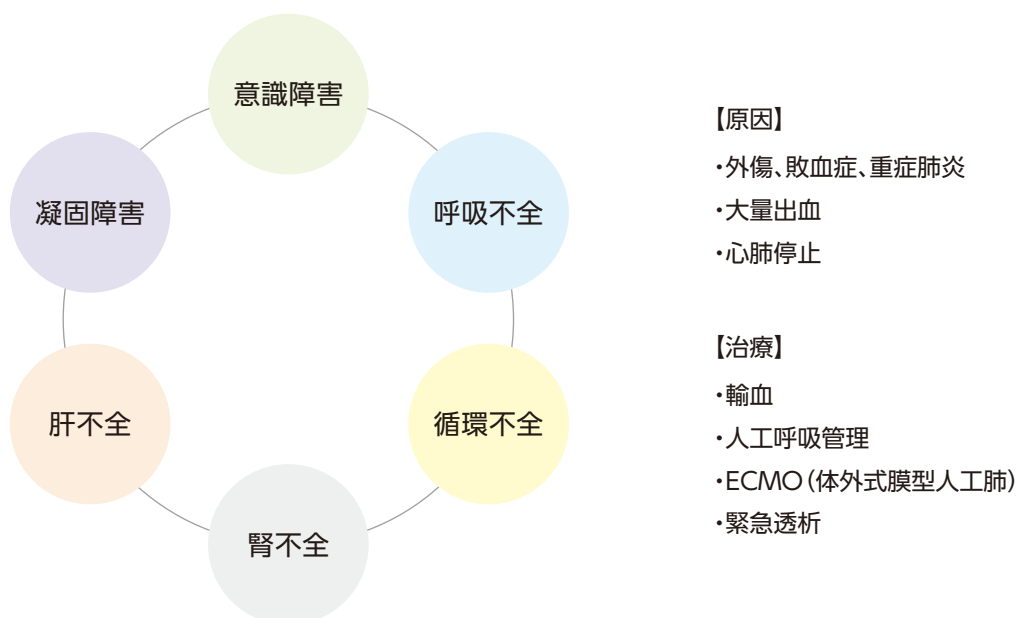 意識障害
呼吸不全
循環不全
腎不全
肝不全
凝固障害
【原因】
・外傷、敗血症、重症肺炎
・大量出血
・心肺停止
【治療】
・輸血
・人工呼吸管理
・ECMO（体外式膜型人工肺）
・緊急透析